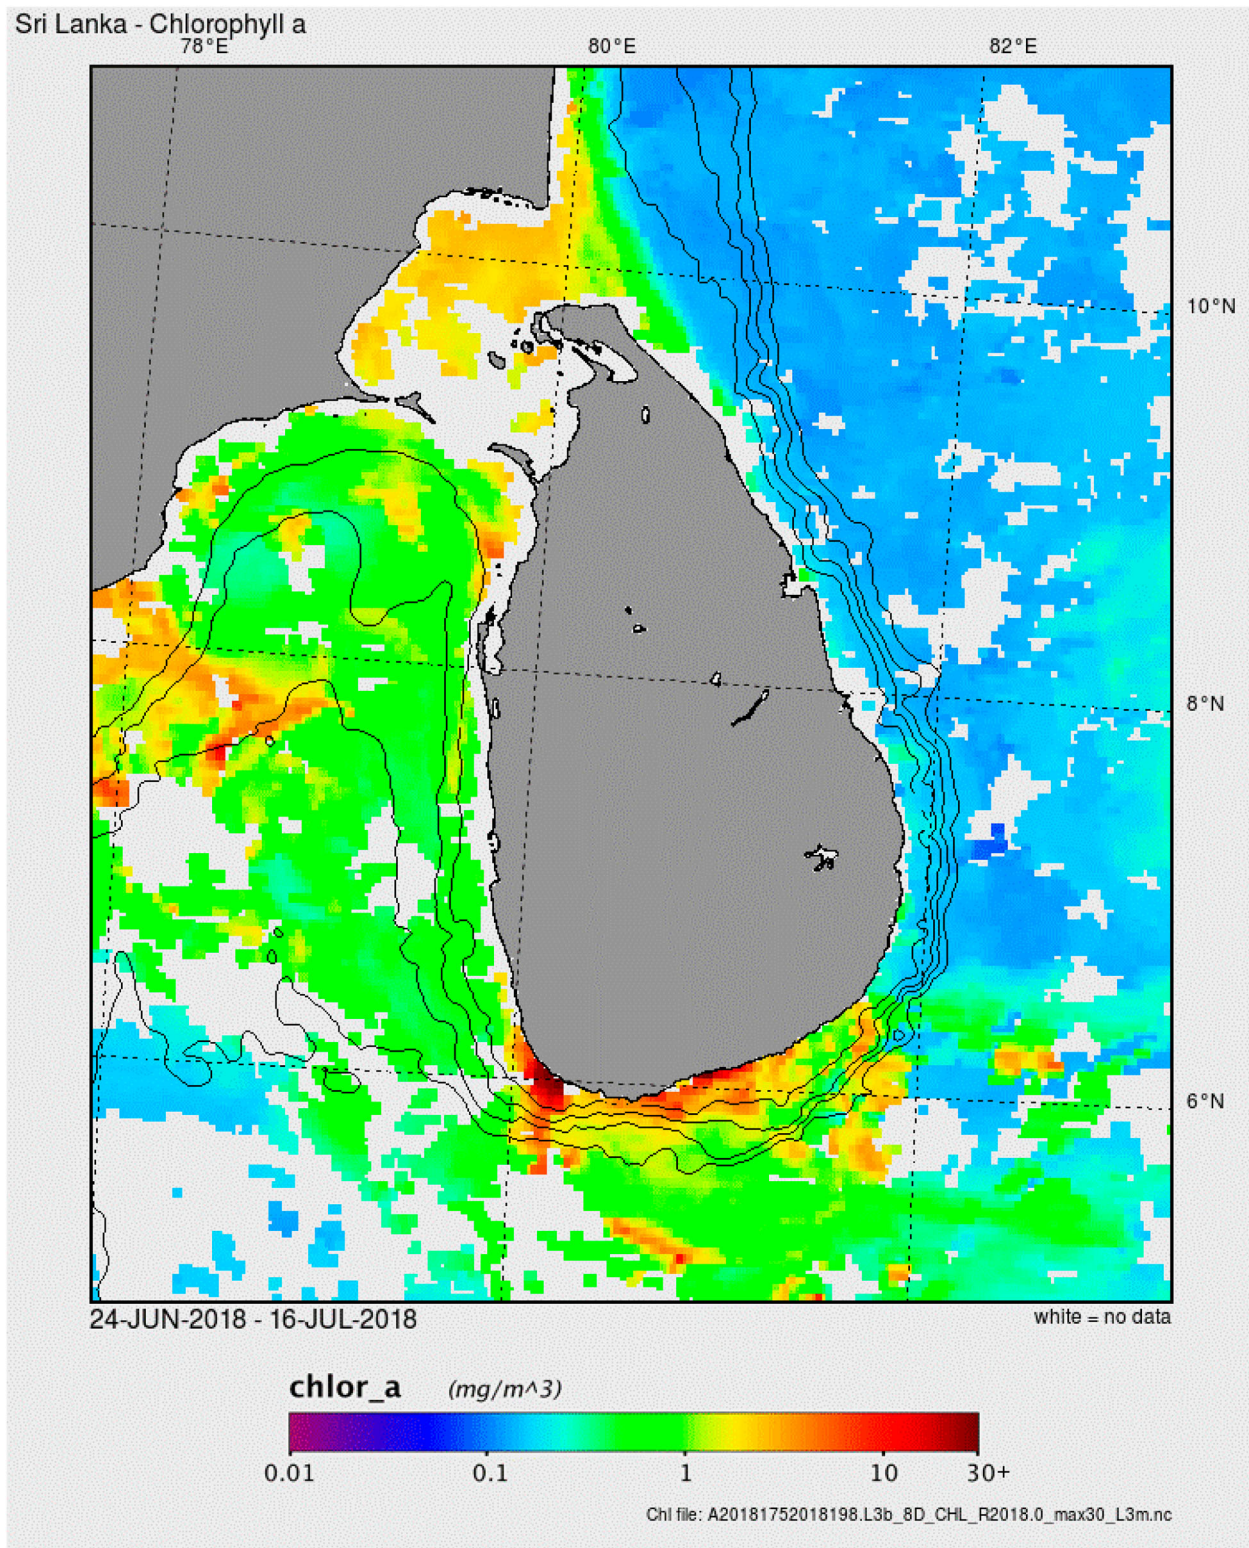 Sri Lanka - Chlorophyll a
78°E 80°E 82°E
10°N
8°N
6°N
24-JUN-2018 - 16-JUL-2018 white = no data
chlor_a (mg/m^3)
0.01 0.1 1 10 30+
Chl file: A20181752018198.L3b_8D_CHL_R2018.0_max30_L3m.nc